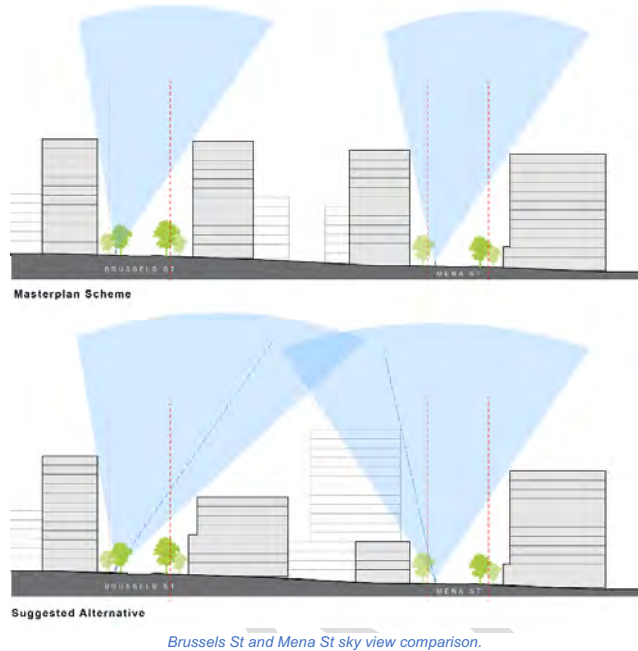 BRUSSELS ST
MENA ST
Masterplan Scheme
BRUSSELS ST
MENA ST
Suggested Alternative
Brussels St and Mena St sky view comparison.